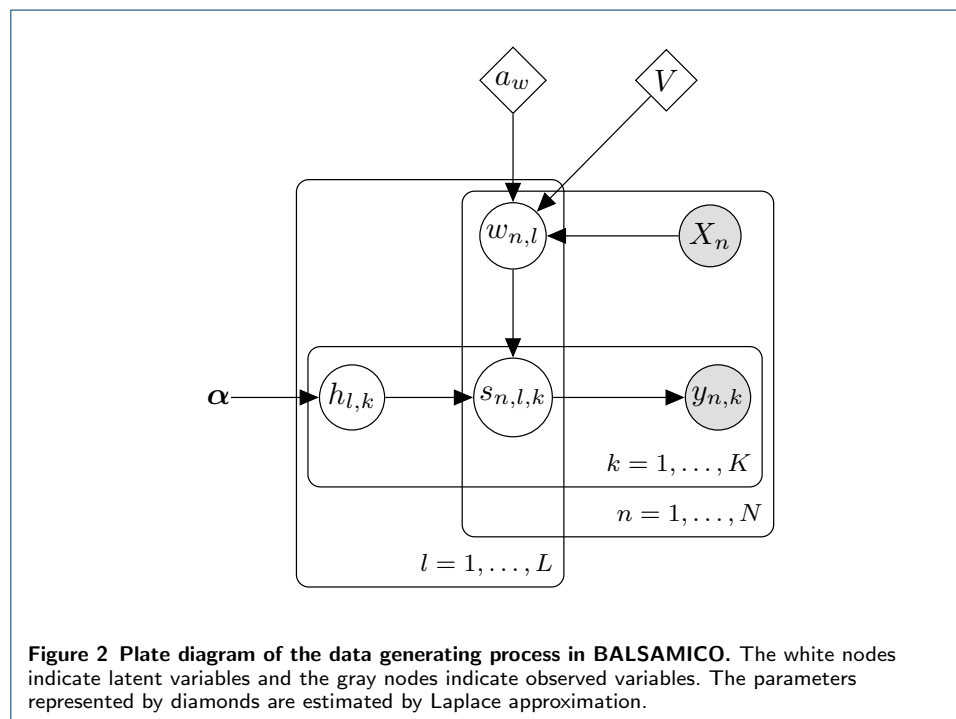 a_w
V
w_{n,l}
X_n
α
h_{l,k}
s_{n,l,k}
y_{n,k}
k = 1, . . . , K
n = 1, . . . , N
l = 1, . . . , L
Figure 2 Plate diagram of the data generating process in BALSAMICO. The white nodes
indicate latent variables and the gray nodes indicate observed variables. The parameters
represented by diamonds are estimated by Laplace approximation.